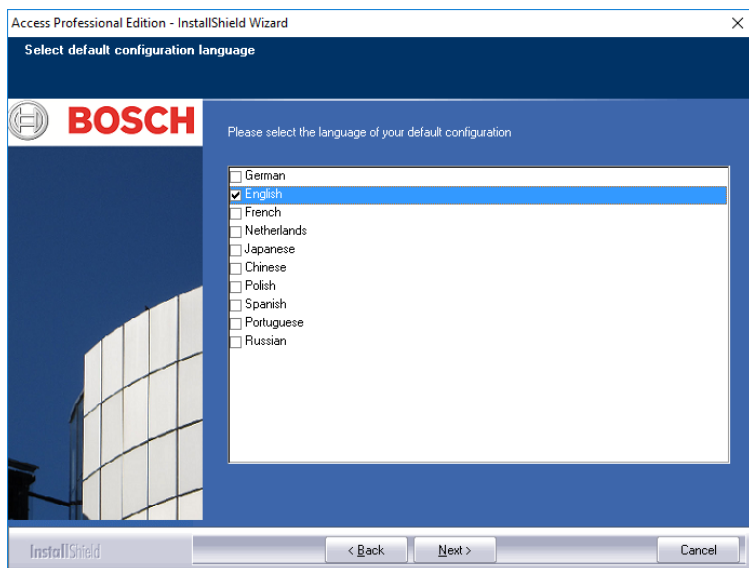 Access Professional Edition - InstallShield Wizard
Select default configuration language
BOSCH
Please select the language of your default configuration
German
English
French
Netherlands
Japanese
Chinese
Polish
Spanish
Portuguese
Russian
InstallShield
< Back
Next >
Cancel